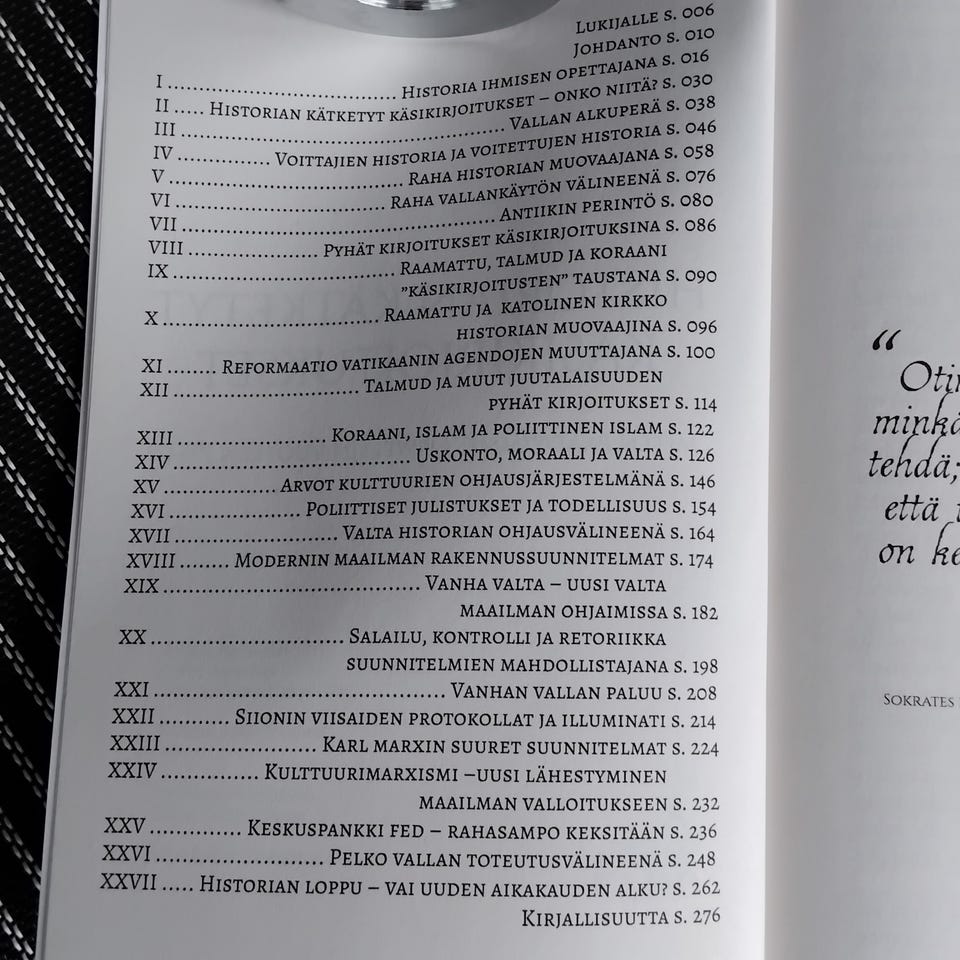 Lukijalle s. 006
Johdanto s. 010
I ................................... Historia ihmisen opettajana s. 016
II ..... Historian kätketyt käsikirjoitukset – onko niitä? s. 030
III ................................................. Vallan alkuperä s. 038
IV ............... Voittajien historia ja voitettujen historia s. 046
V ..................................... Raha historian muovaajana s. 058
VI ................................ Raha vallankäytön välineenä s. 076
VII ................................................ Antiikin perintö s. 080
VIII .................... Pyhät kirjoitukset käsikirjoituksina s. 086
IX .................................. Raamattu, Talmud ja Koraani
"käsikirjoitusten" taustana s. 090
X .................................. Raamattu ja katolinen kirkko
historian muovaajina s. 096
XI ........ Reformaatio Vatikaanin agendojen muuttajana s. 100
XII .............................. Talmud ja muut juutalaisuuden
pyhät kirjoitukset s. 114
XIII ....................... Koraani, islam ja poliittinen islam s. 122
XIV ..................................... Uskonto, moraali ja valta s. 126
XV ...................... Arvot kulttuurien ohjausjärjestelmänä s. 146
XVI .................... Poliittiset julistukset ja todellisuus s. 154
XVII ........................... Valta historian ohjausvälineenä s. 164
XVIII ........ Modernin maailman rakennussuunnitelmat s. 174
XIX ....................................... Vanha valta – uusi valta
maailman ohjaimissa s. 182
XX .............................. Salailu, kontrolli ja retoriikka
suunnitelmien mahdollistajana s. 198
XXI ............................................. Vanhan vallan paluu s. 208
XXII ........... Siionin viisaiden protokollat ja illuminati s. 214
XXIII ....................... Karl Marxin suuret suunnitelmat s. 224
XXIV ............... Kulttuurimarxismi –uusi lähestyminen
maailman valloitukseen s. 232
XXV .............. Keskuspankki FED – rahasampo keksitään s. 236
XXVI ......................... Pelko vallan toteutusvälineenä s. 248
XXVII ..... Historian loppu – vai uuden aikakauden alku? s. 262
Kirjallisuutta s. 276
“
tehdä;
että
on
Sokrates